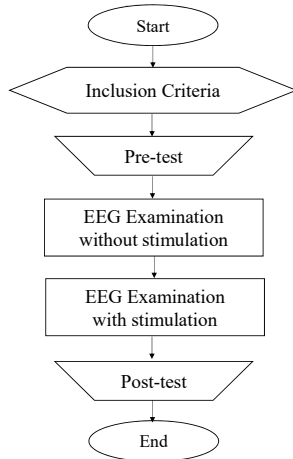 Start
Inclusion Criteria
Pre-test
EEG Examination
without stimulation
EEG Examination
with stimulation
Post-test
End